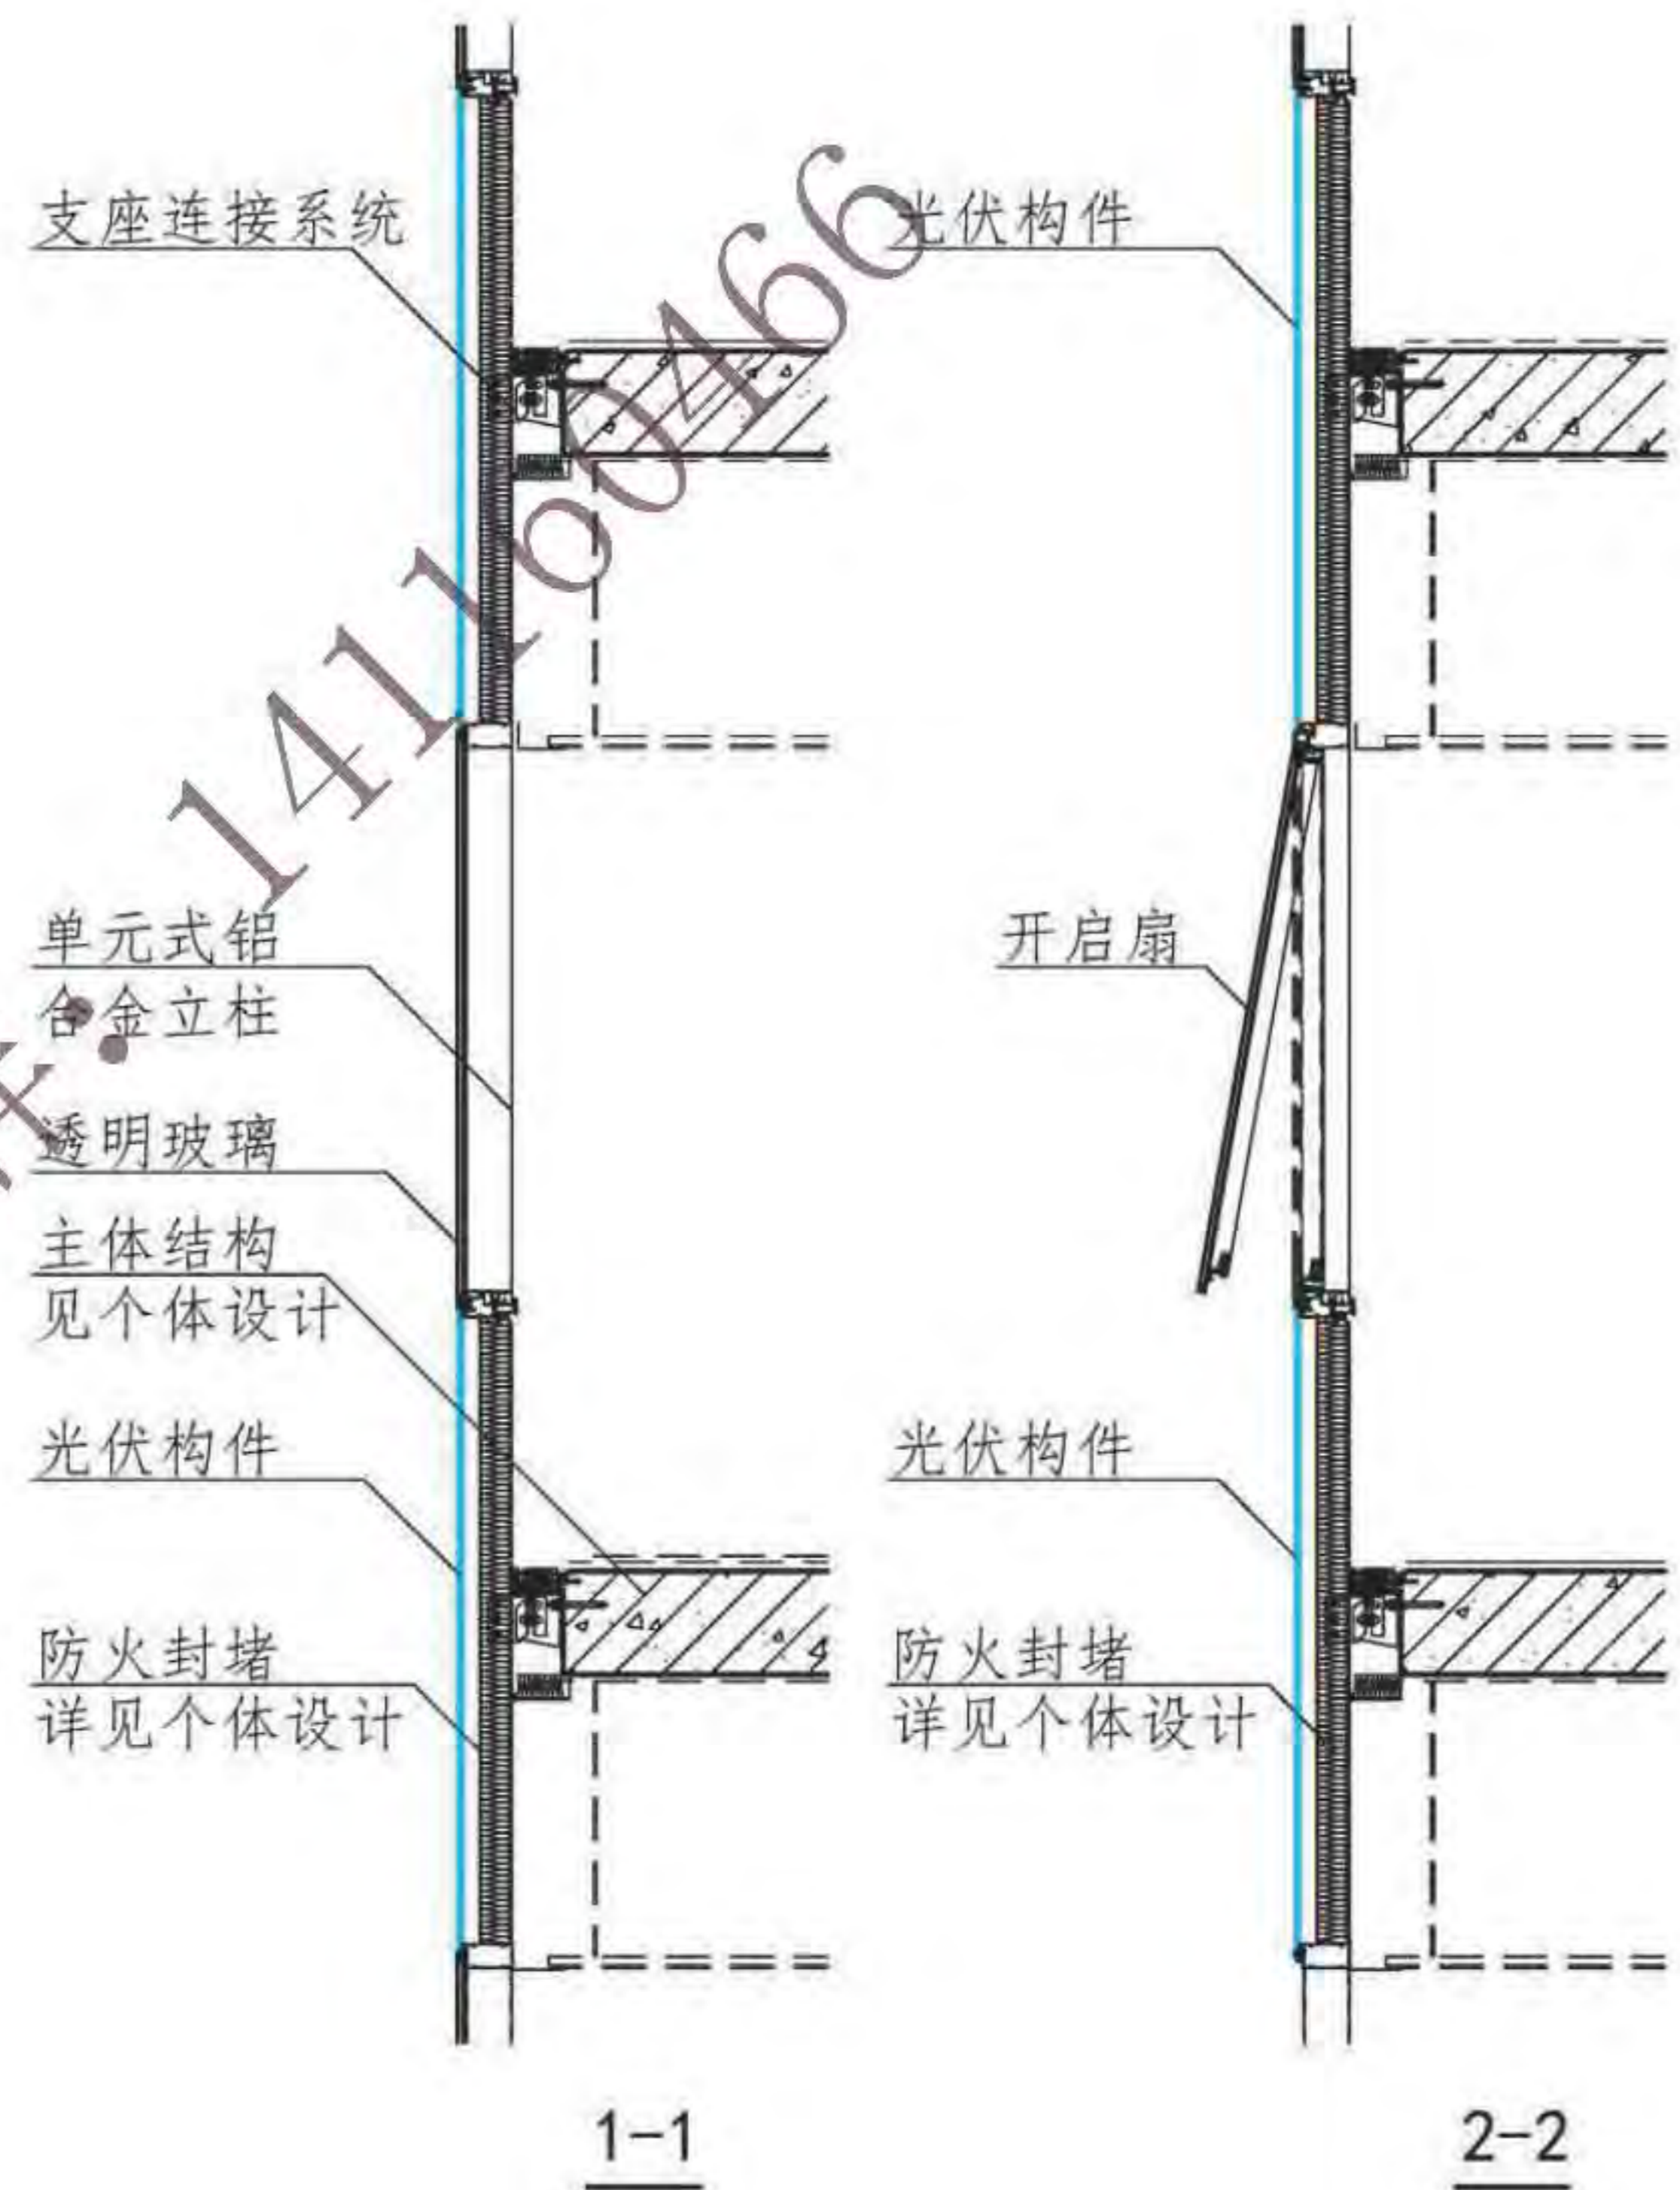 支座连接系统
单元式铝
合金立柱
透明玻璃
主体结构
见个体设计
光伏构件
防火封堵
详见个体设计
1-1
光伏构件
开启扇
光伏构件
防火封堵
详见个体设计
2-2
141160466